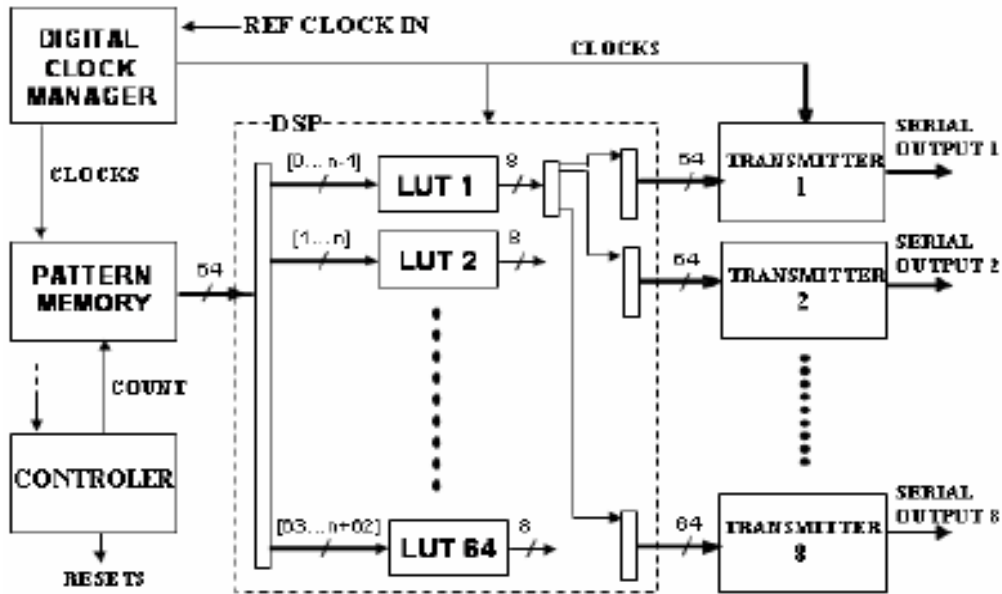 REF CLOCK IN
DIGITAL
CLOCK
MANAGER
CLOCKS
DSP
CLOCKS
[0...n-1]
LUT 1
8
64
TRANSMITTER
1
SERIAL
OUTPUT 1
[1...n]
LUT 2
8
64
TRANSMITTER
2
SERIAL
OUTPUT 2
PATTERN
MEMORY
64
COUNT
CONTROLER
RESETS
[63...n+62]
LUT 64
8
64
TRANSMITTER
8
SERIAL
OUTPUT 8